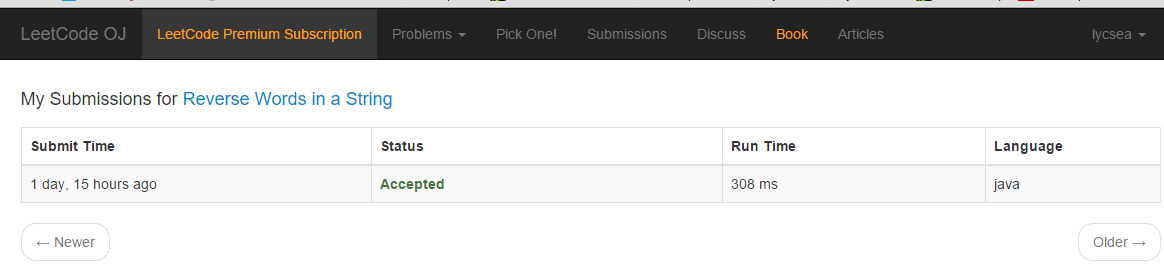 LeetCode OJ LeetCode Premium Subscription Problems Pick One! Submissions Discuss Book Articles lycsea
My Submissions for Reverse Words in a String
Submit Time Status Run Time Language
1 day, 15 hours ago Accepted 308 ms java
← Newer Older →